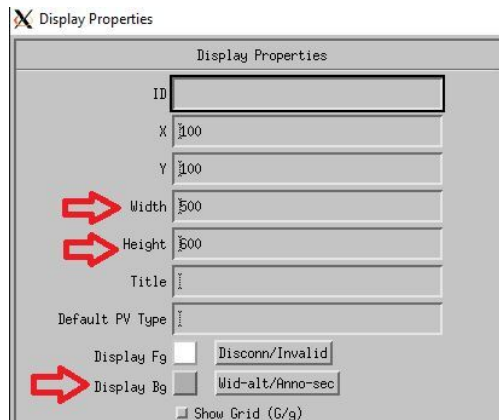 Display Properties
Display Properties
ID
X 100
Y 100
Width 500
Height 600
Title
Default PV Type
Display Fg Disconn/Invalid
Display Bg Wid-alt/Anno-sec
Show Grid (G/g)